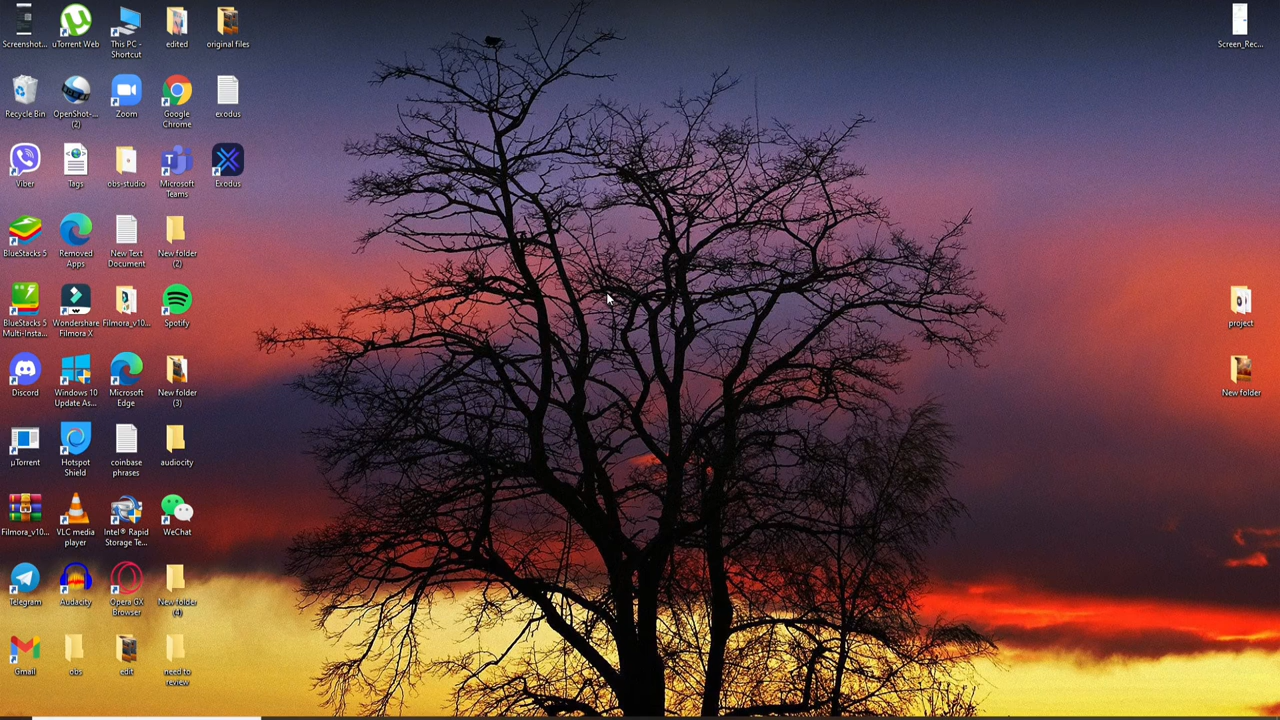 Screenshot...
uTorrent Web
This PC -
Shortcut
edited
original files
Screen_Rec...
Recycle Bin
OpenShot-...
(2)
Zoom
Google
Chrome
exodus
Viber
Tags
obs-studio
Microsoft
Teams
Exodus
BlueStacks 5
Removed
Apps
New Text
Document
New folder
(2)
BlueStacks 5
Multi-Insta...
Wondershare
Filmora X
Filmora_v10...
Spotify
project
Discord
Windows 10
Update As...
Microsoft
Edge
New folder
(3)
New folder
µTorrent
Hotspot
Shield
coinbase
phrases
audiocity
Filmora_v10...
VLC media
player
Intel® Rapid
Storage Te...
WeChat
Telegram
Audacity
Opera GX
Browser
New folder
(4)
Gmail
obs
edit
need to
review